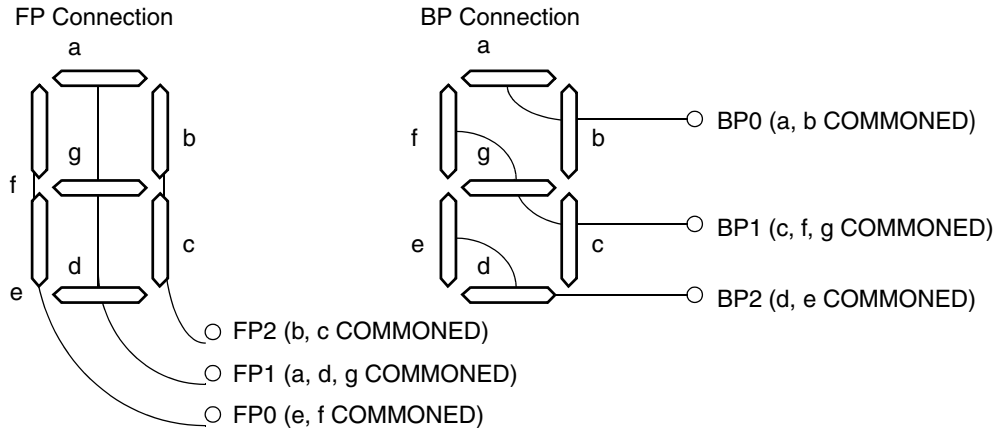 FP Connection
a
b
g
f
c
d
e
FP2 (b, c COMMONED)
FP1 (a, d, g COMMONED)
FP0 (e, f COMMONED)
BP Connection
a
BP0 (a, b COMMONED)
f
b
g
BP1 (c, f, g COMMONED)
e
c
d
BP2 (d, e COMMONED)